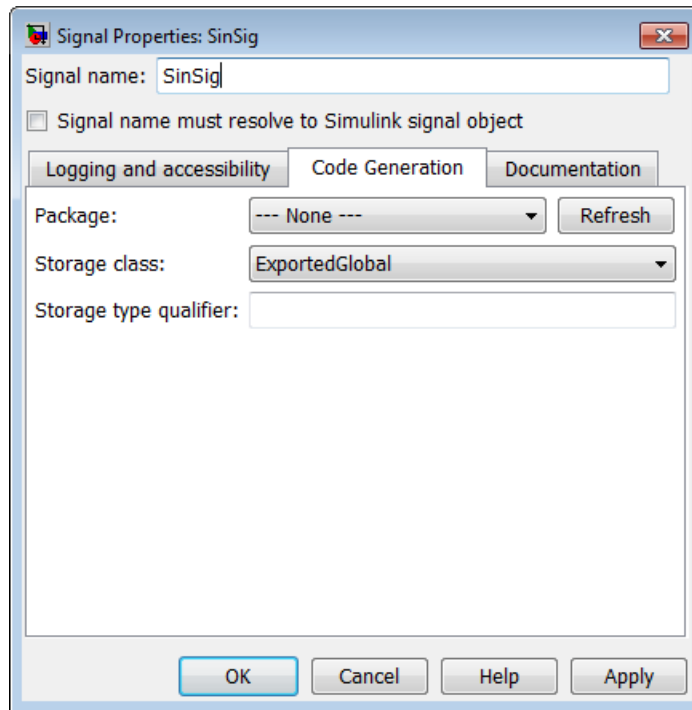 Signal Properties: SinSig
Signal name: SinSig
Signal name must resolve to Simulink signal object
Logging and accessibility Code Generation Documentation
Package: --- None --- Refresh
Storage class: ExportedGlobal
Storage type qualifier:
OK Cancel Help Apply